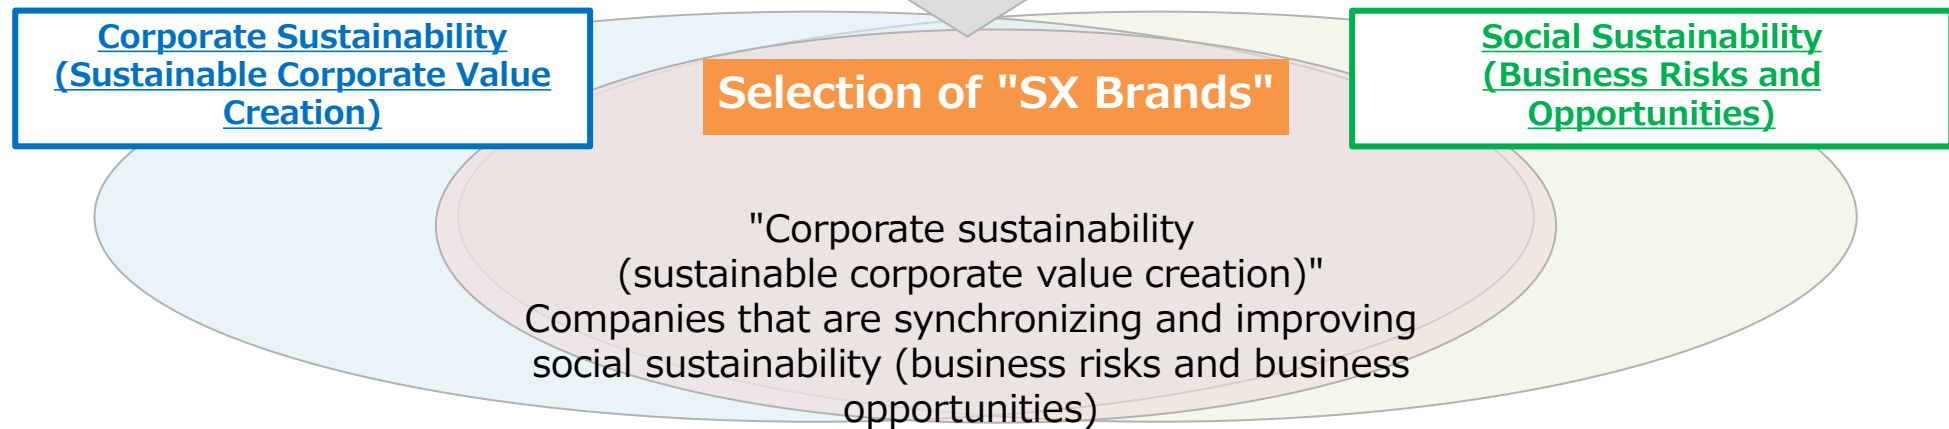 Corporate Sustainability
(Sustainable Corporate Value
Creation)
Selection of "SX Brands"
Social Sustainability
(Business Risks and
Opportunities)
"Corporate sustainability
(sustainable corporate value creation)"
Companies that are synchronizing and improving
social sustainability (business risks and business
opportunities)